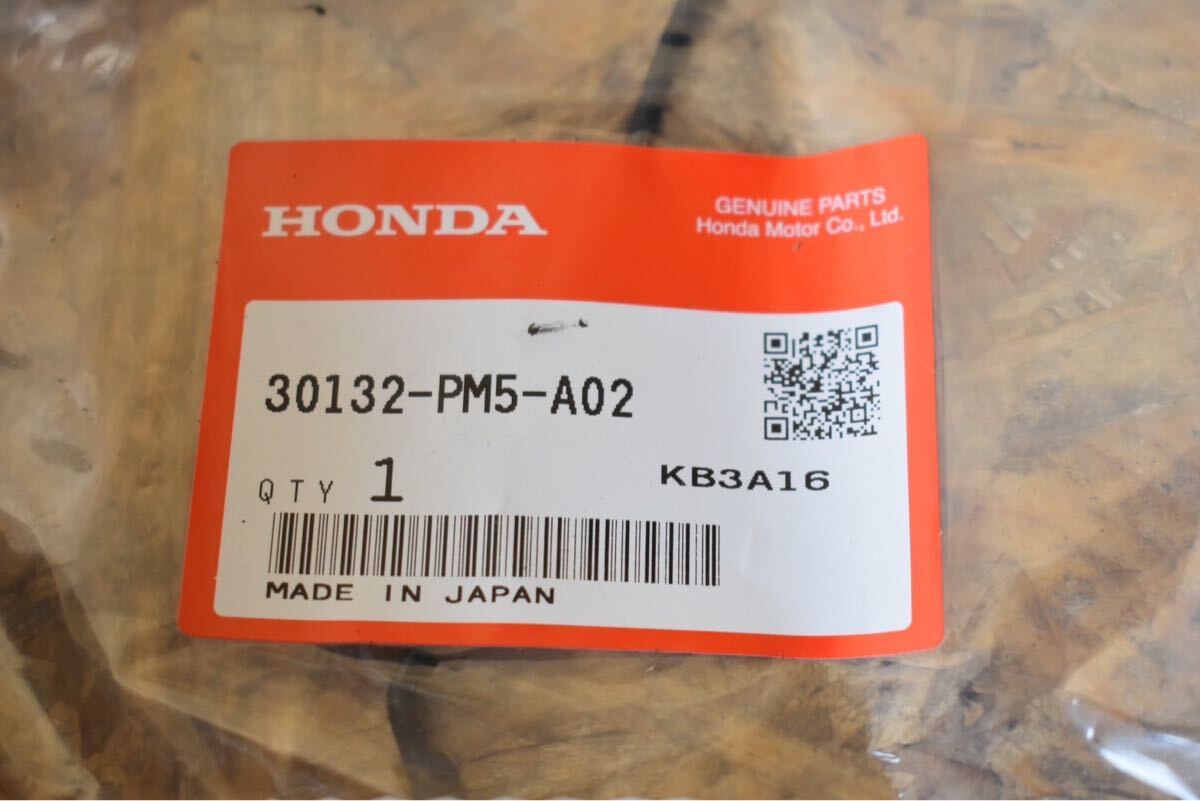 HONDA
GENUINE PARTS
Honda Motor Co., Ltd.
30132-PM5-A02
QTY 1
KB3A16
MADE IN JAPAN